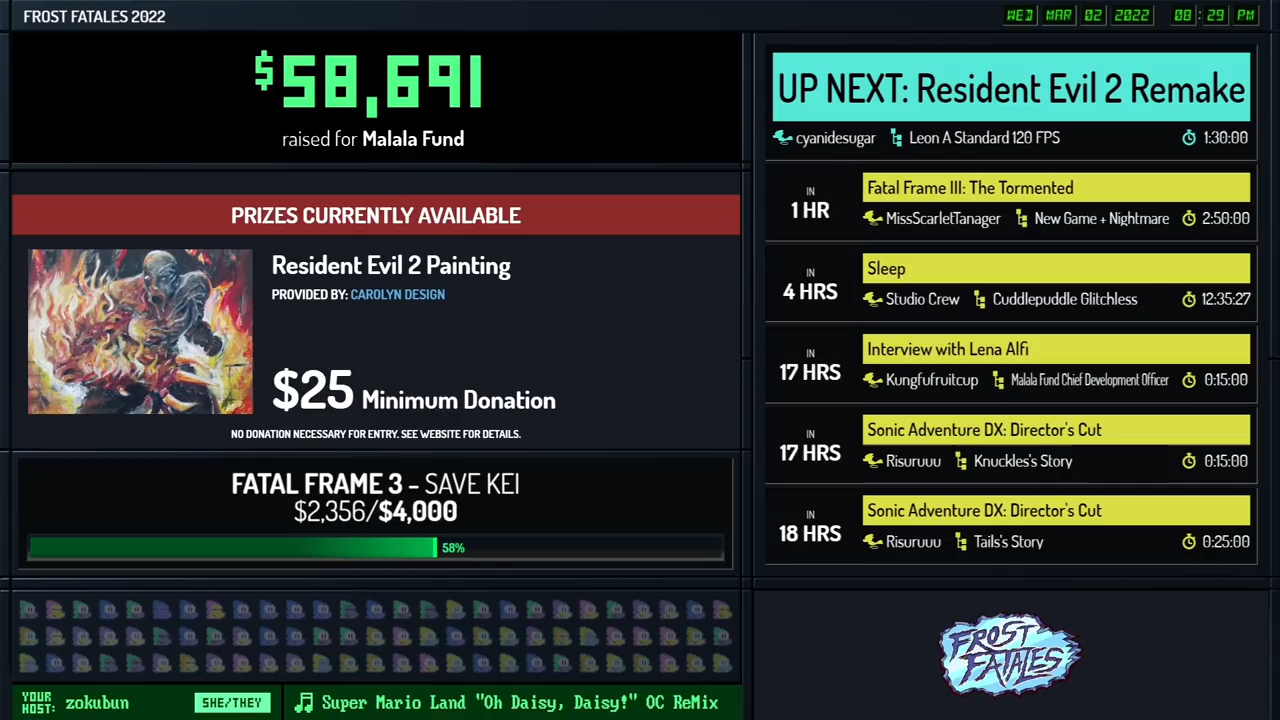 FROST FATALES 2022
WED MAR 02 2022 08:29 PM
$58,691
raised for Malala Fund
PRIZES CURRENTLY AVAILABLE
Resident Evil 2 Painting
PROVIDED BY: CAROLYN DESIGN
$25 Minimum Donation
NO DONATION NECESSARY FOR ENTRY. SEE WEBSITE FOR DETAILS.
FATAL FRAME 3 - SAVE KEI
$2,356/$4,000
58%
YOUR HOST: zokubun SHE/THEY Super Mario Land "Oh Daisy, Daisy!" OC ReMix
UP NEXT: Resident Evil 2 Remake
cyanidesugar Leon A Standard 120 FPS 1:30:00
IN 1 HR
Fatal Frame III: The Tormented
MissScarletTanager New Game + Nightmare 2:50:00
IN 4 HRS
Sleep
Studio Crew Cuddlepuddle Glitchless 12:35:27
IN 17 HRS
Interview with Lena Alfi
Kungfufruitcup Malala Fund Chief Development Officer 0:15:00
IN 17 HRS
Sonic Adventure DX: Director's Cut
Risuruuu Knuckles's Story 0:15:00
IN 18 HRS
Sonic Adventure DX: Director's Cut
Risuruuu Tails's Story 0:25:00
FROST
FATALES